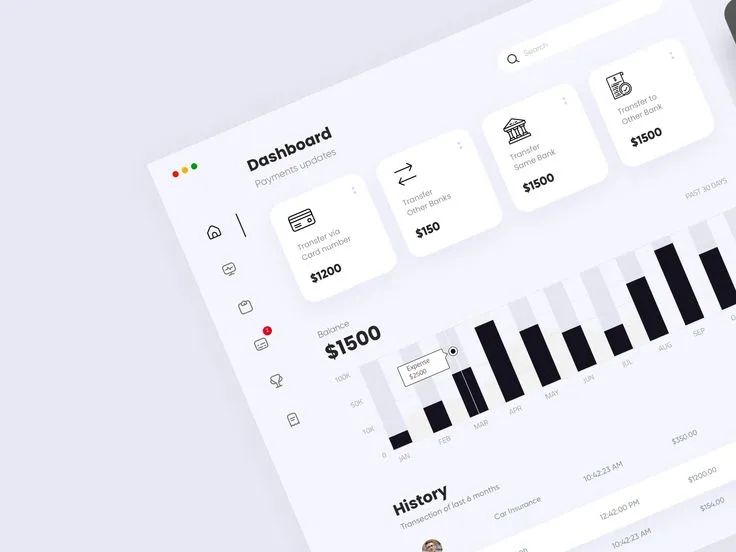 Search
Dashboard
Payments updates
Transfer via
Card number
$1200
Transfer
Other Banks
$150
Transfer
Same Bank
$1500
Transfer to
Other Bank
$1500
PAST 30 DAYS
Balance
$1500
100K
50K
10K
0
Expense
$2500
JAN
FEB
MAR
APR
MAY
JUN
JUL
AUG
SEP
History
Transection of last 6 months
Car Insurance
10:42:23 AM
$350.00
12:42:00 PM
$1200.00
10:42:23 AM
$154.00